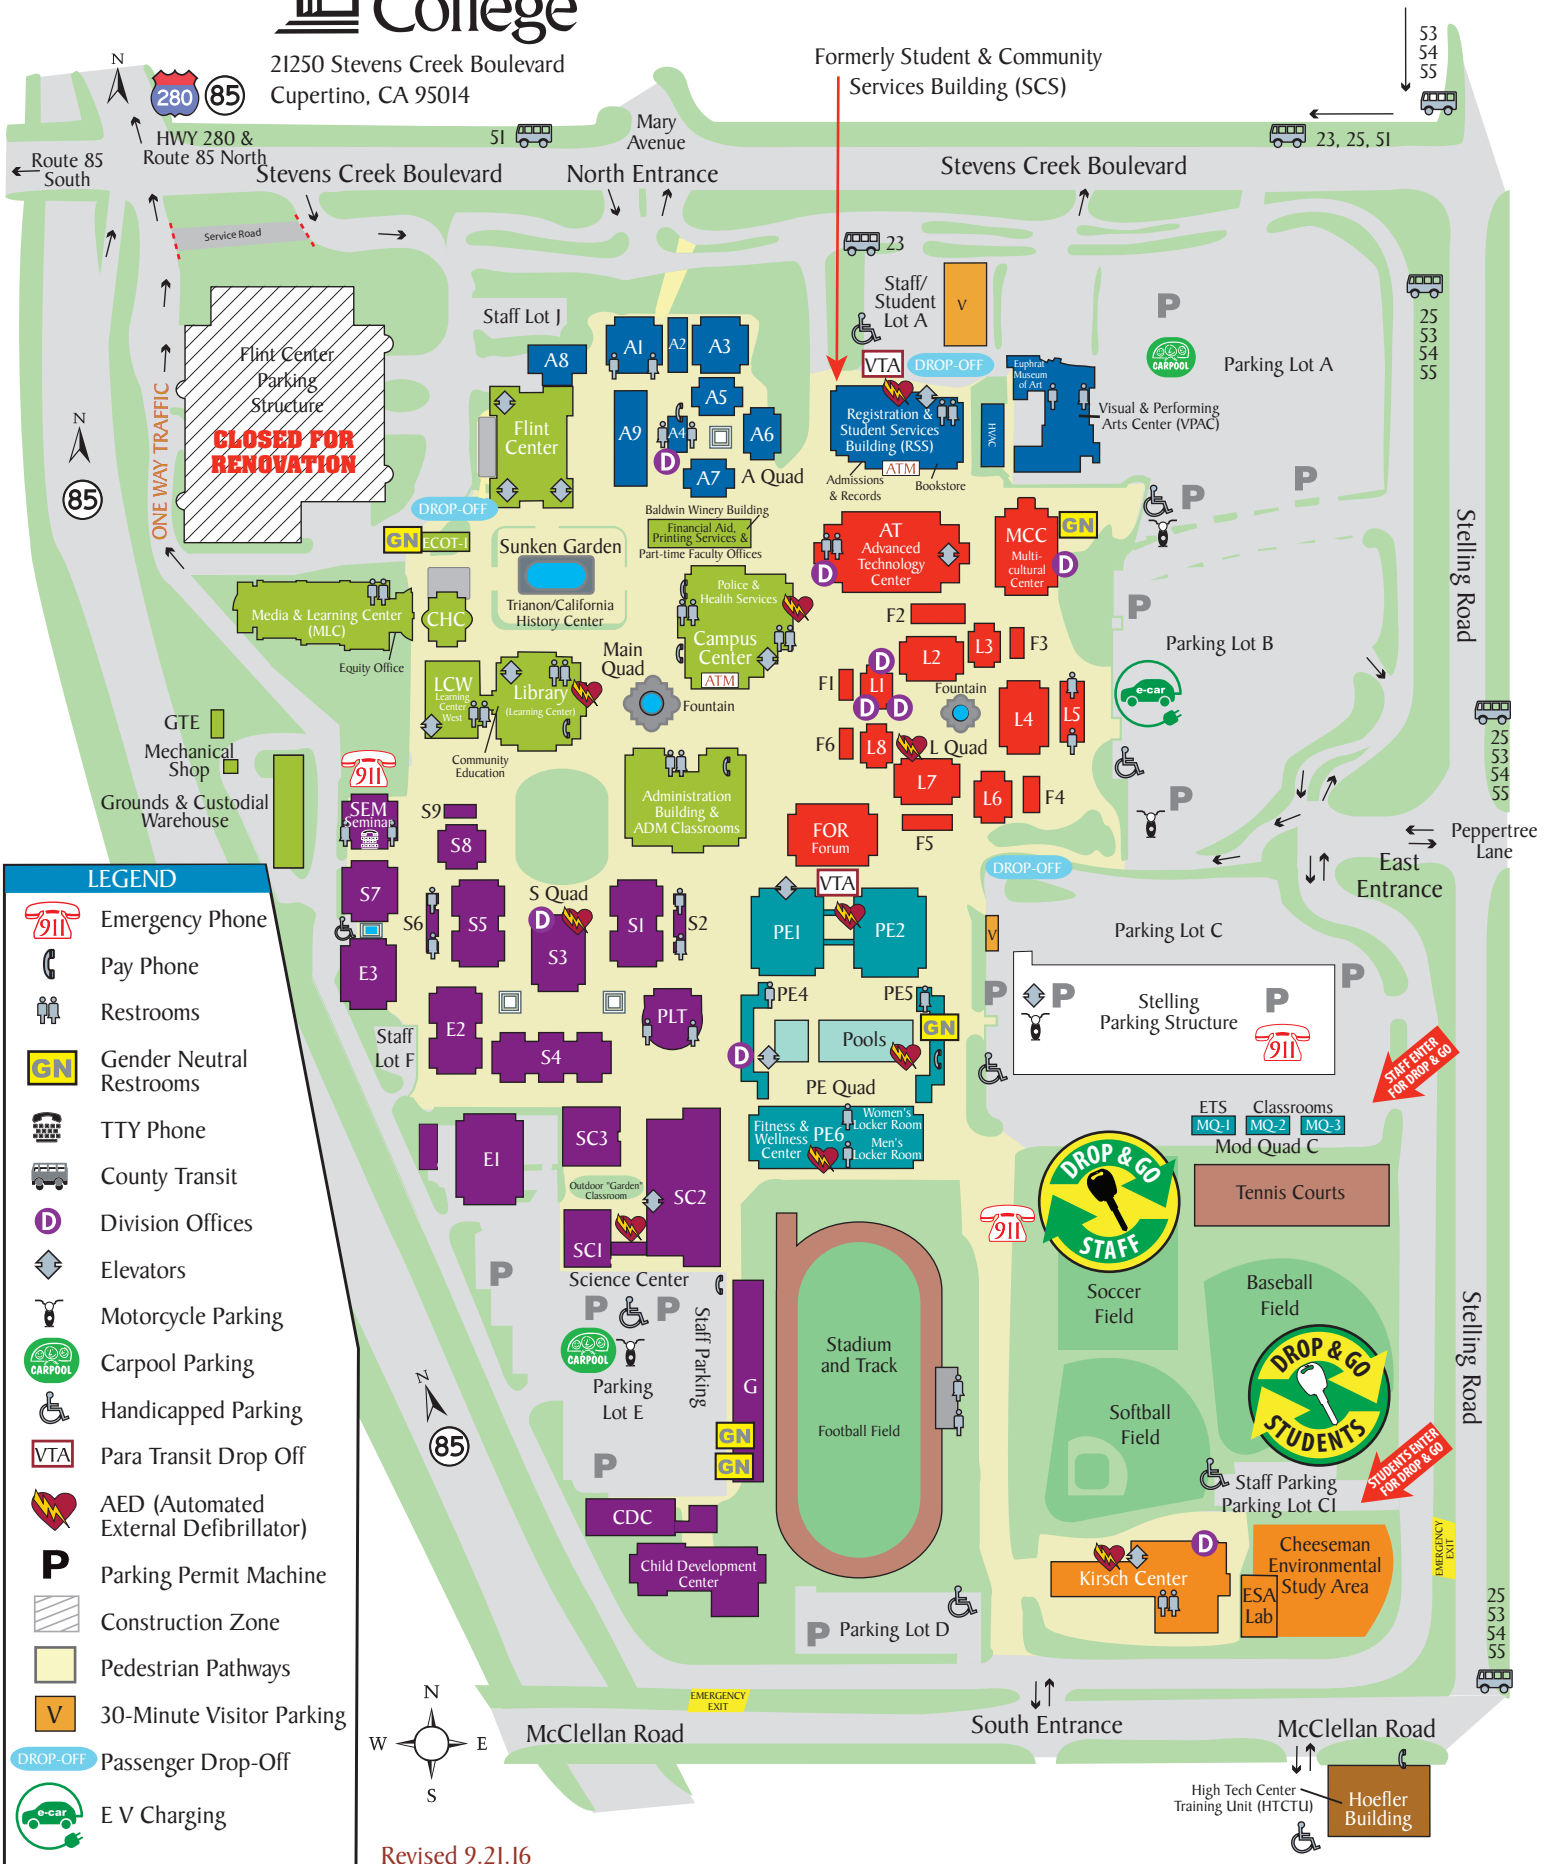 College
21250 Stevens Creek Boulevard
Cupertino, CA 95014
Formerly Student & Community
Services Building (SCS)
53
54
55
N
280
85
HWY 280 &
Route 85 North
Route 85
South
51
Mary
Avenue
23, 25, 51
Stevens Creek Boulevard
North Entrance
Stevens Creek Boulevard
Service Road
23
Staff/
Student
Lot A
V
P
CARPOOL
Parking Lot A
25
53
54
55
Flint Center
Parking
Structure
CLOSED FOR
RENOVATION
ONE WAY TRAFFIC
N
85
Staff Lot J
A8
A1
A2
A3
A5
A9
A4
A6
D
A7
A Quad
Flint
Center
VTA
DROP-OFF
Registration &
Student Services
Building (RSS)
ATM
Admissions
& Records
Bookstore
HVAC
Euphrat
Museum
of Art
Visual & Performing
Arts Center (VPAC)
DROP-OFF
GN
ECOT-1
Baldwin Winery Building
Financial Aid,
Printing Services &
Part-time Faculty Offices
Sunken Garden
Trianon/California
History Center
AT
Advanced
Technology
Center
D
MCC
Multi-
cultural
Center
GN
D
P
P
Stelling Road
Media & Learning Center
(MLC)
Equity Office
CHC
Police &
Health Services
Campus
Center
ATM
F2
F3
L3
L2
P
Parking Lot B
Main
Quad
Fountain
LCW
Learning
Center
West
Library
(Learning Center)
Community
Education
F1
D
L1
D
D
Fountain
L4
L5
e-car
GTE
Mechanical
Shop
Grounds & Custodial
Warehouse
F6
L8
L Quad
L7
L6
F4
F5
P
25
53
54
55
911
SEM
Seminar
S9
S8
Administration
Building &
ADM Classrooms
FOR
Forum
VTA
DROP-OFF
Peppertree
Lane
East
Entrance
S7
S6
S5
S Quad
D
S3
S1
S2
E3
PE1
PE2
V
Parking Lot C
P
P
P
P
Stelling
Parking Structure
911
PE4
PE5
GN
Pools
D
PE Quad
Staff
Lot F
E2
S4
PLT
STAFF ENTER
FOR DROP & GO
ETS
Classrooms
MQ-1
MQ-2
MQ-3
Mod Quad C
Tennis Courts
SC3
E1
Outdoor "Garden"
Classroom
SC2
SC1
Science Center
Fitness &
Wellness
Center
PE6
Women's
Locker Room
Men's
Locker Room
DROP & GO
STAFF
911
Soccer
Field
Baseball
Field
DROP & GO
STUDENTS
Softball
Field
Stelling Road
P
P
P
CARPOOL
Parking
Lot E
P
Staff Parking
G
GN
GN
Stadium
and Track
Football Field
N
85
STUDENTS ENTER
FOR DROP & GO
Staff Parking
Parking Lot C1
CDC
Child Development
Center
D
Kirsch Center
ESA
Lab
Cheeseman
Environmental
Study Area
EMERGENCY
EXIT
P
Parking Lot D
25
53
54
55
EMERGENCY
EXIT
McClellan Road
South Entrance
McClellan Road
High Tech Center
Training Unit (HTCTU)
Hoefler
Building
N
W
E
S
LEGEND
911
Emergency Phone
Pay Phone
Restrooms
GN
Gender Neutral
Restrooms
TTY Phone
County Transit
D
Division Offices
Elevators
Motorcycle Parking
CARPOOL
Carpool Parking
Handicapped Parking
VTA
Para Transit Drop Off
AED (Automated
External Defibrillator)
P
Parking Permit Machine
Construction Zone
Pedestrian Pathways
V
30-Minute Visitor Parking
DROP-OFF
Passenger Drop-Off
e-car
E V Charging
Revised 9.21.16